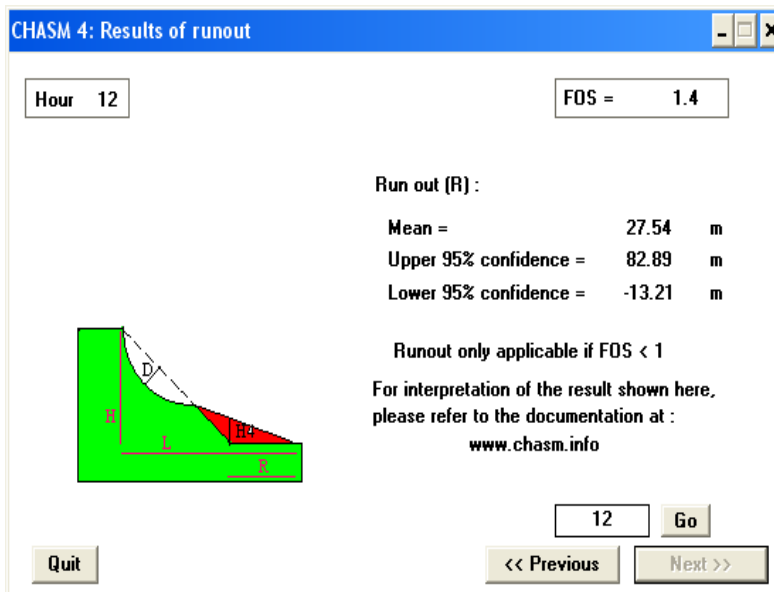 CHASM 4: Results of runout
Hour 12
FOS = 1.4
Run out (R) :
Mean = 27.54 m
Upper 95% confidence = 82.89 m
Lower 95% confidence = -13.21 m
Runout only applicable if FOS < 1
For interpretation of the result shown here,
please refer to the documentation at :
www.chasm.info
D
H
H4
L
R
12 Go
Quit
<< Previous
Next >>